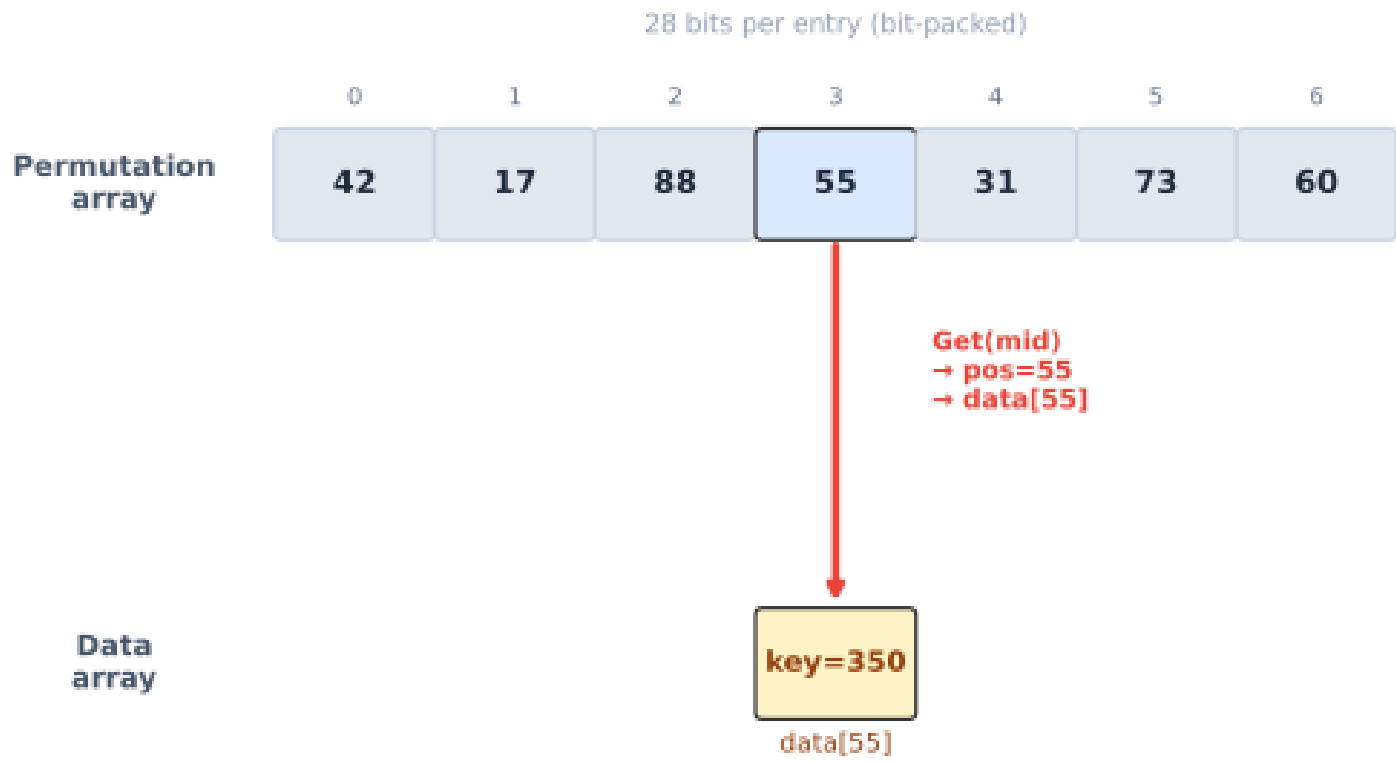 28 bits per entry (bit-packed)
0 1 2 3 4 5 6
Permutation
array
42 17 88 55 31 73 60
Get(mid)
→ pos=55
→ data[55]
Data
array
key=350
data[55]